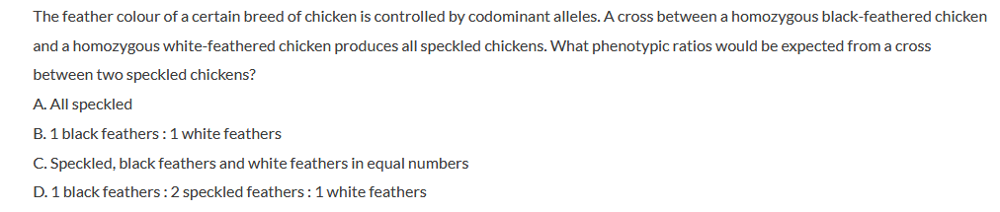 The feather colour of a certain breed of chicken is controlled by codominant alleles. A cross between a homozygous black-feathered chicken
and a homozygous white-feathered chicken produces all speckled chickens. What phenotypic ratios would be expected from a cross
between two speckled chickens?
A. All speckled
B. 1 black feathers : 1 white feathers
C. Speckled, black feathers and white feathers in equal numbers
D. 1 black feathers : 2 speckled feathers : 1 white feathers